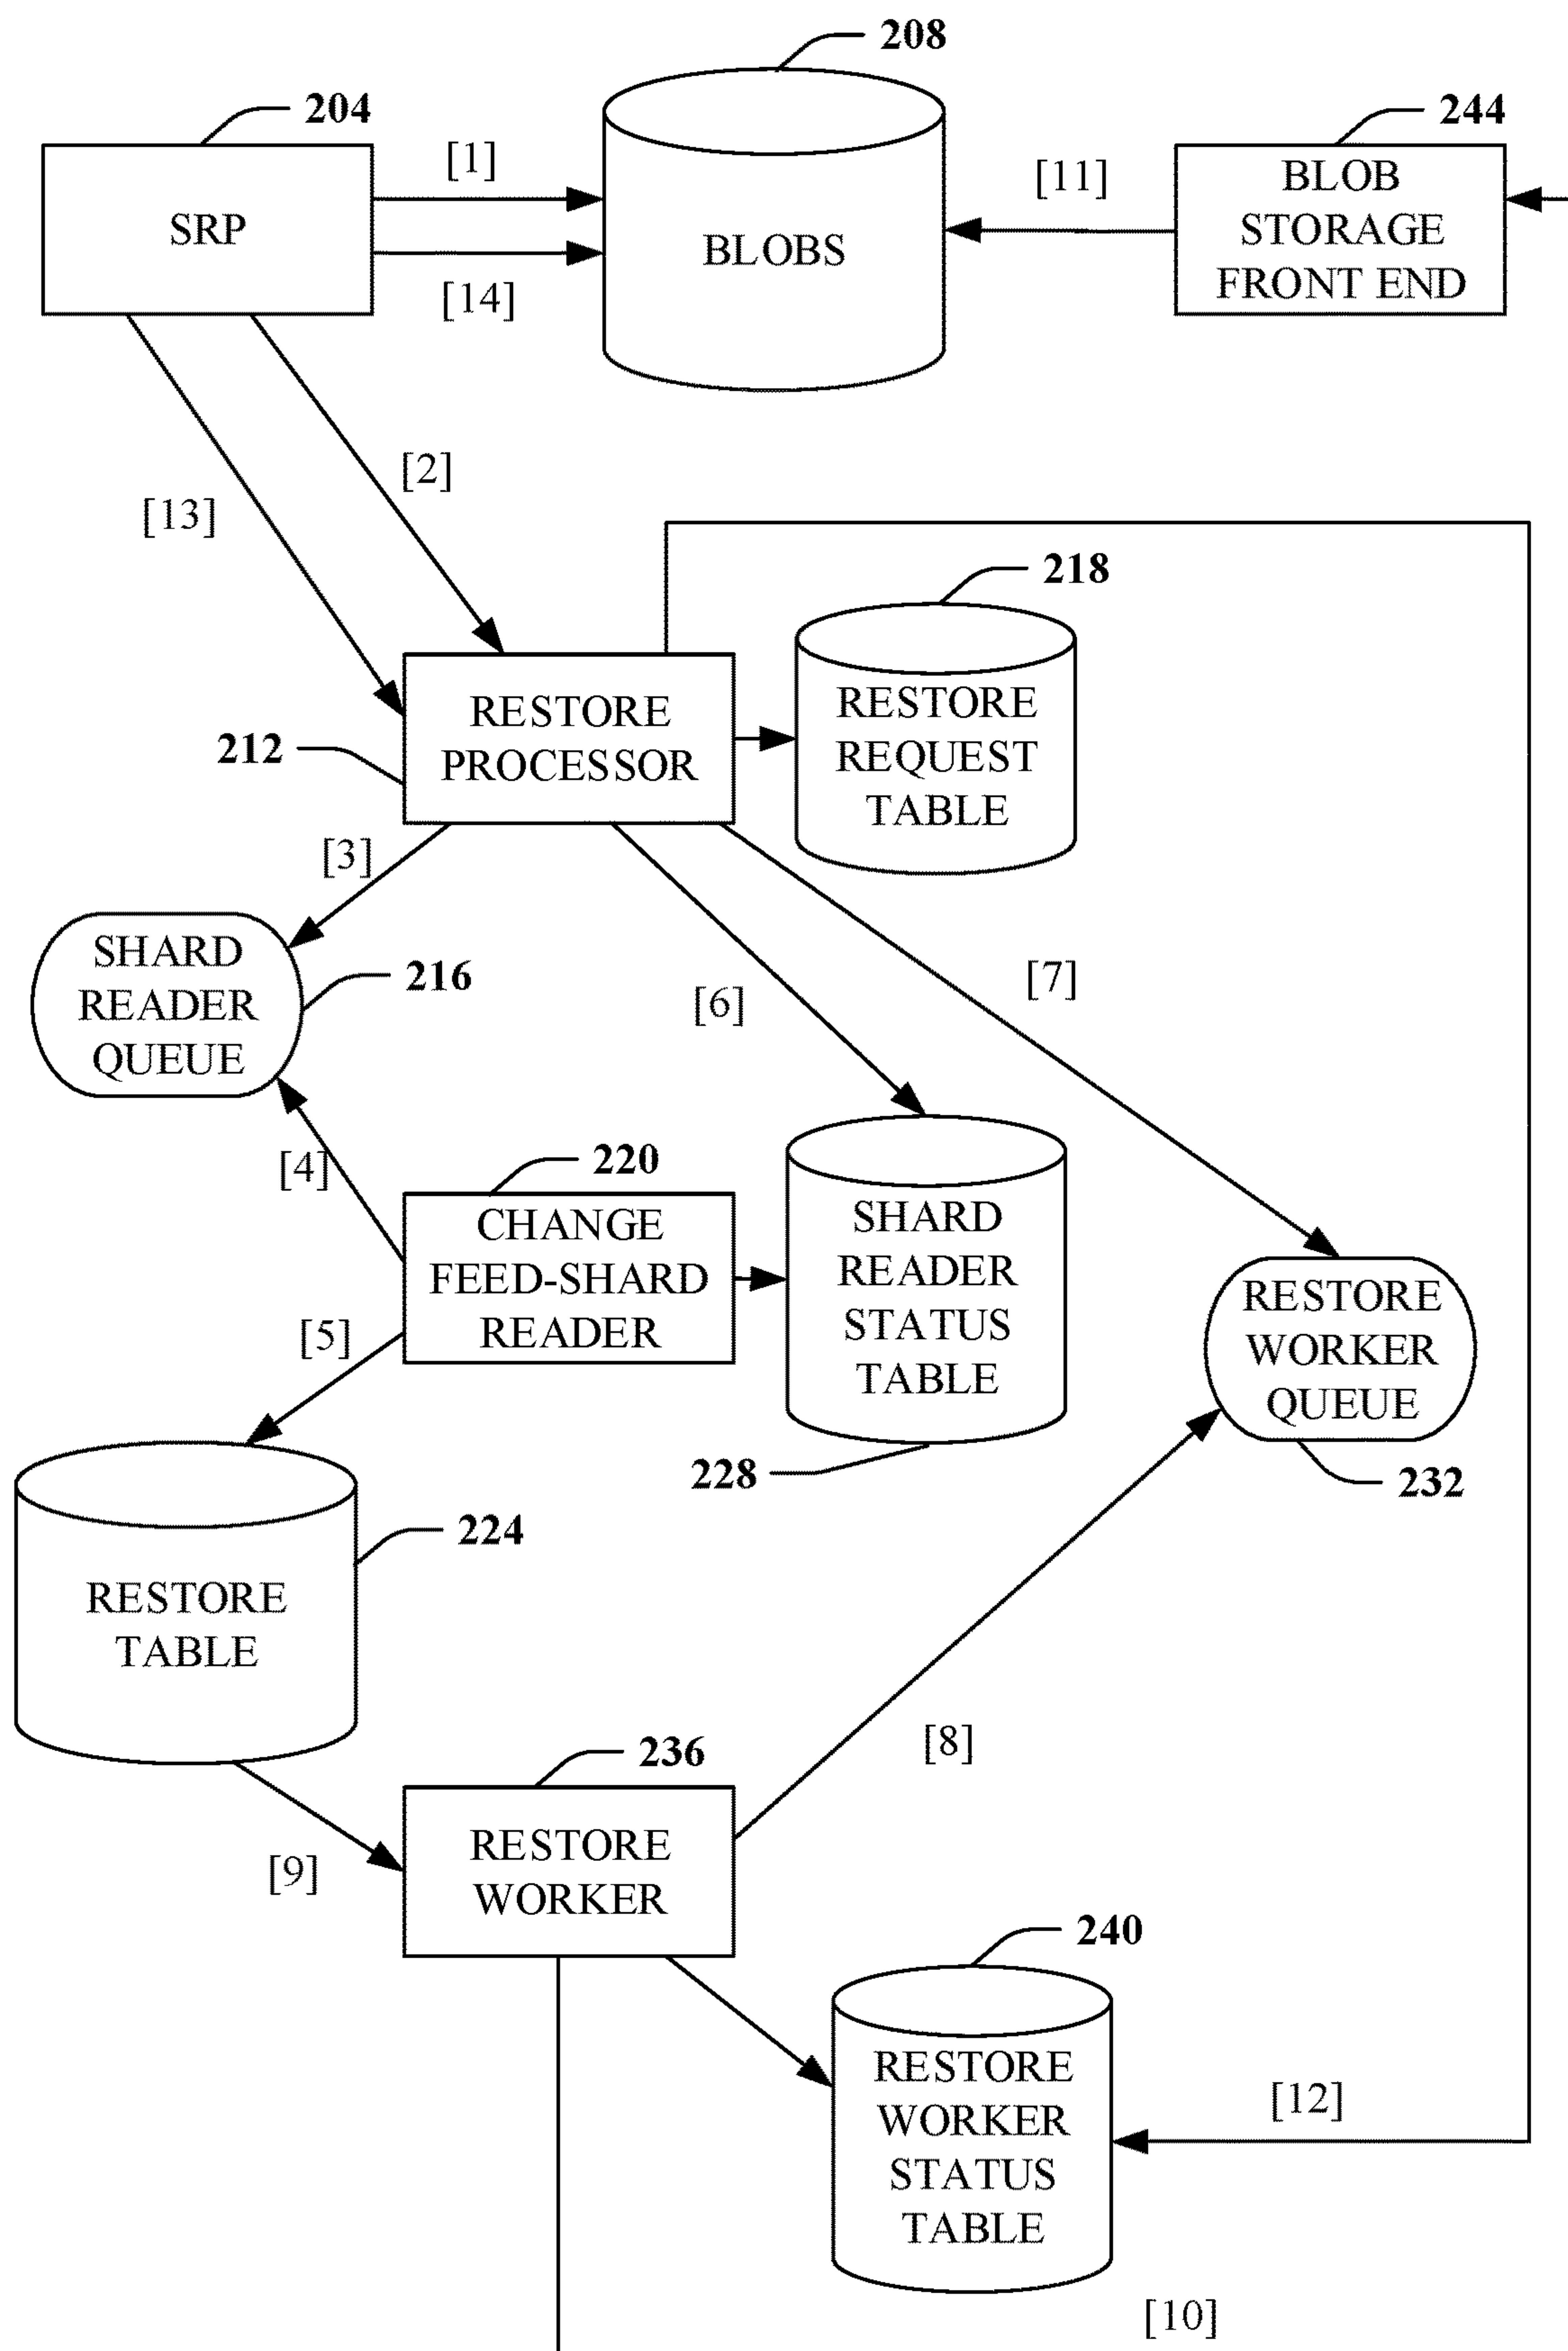 208
204
244
[1]
[11]
SRP
BLOBS
BLOB
STORAGE
FRONT END
[14]
[2]
[13]
218
RESTORE
PROCESSOR
212
RESTORE
REQUEST
TABLE
[3]
SHARD
READER
QUEUE
216
[6]
[7]
[4]
220
CHANGE
FEED-SHARD
READER
SHARD
READER
STATUS
TABLE
[5]
RESTORE
WORKER
QUEUE
228
232
224
RESTORE
TABLE
[8]
236
RESTORE
WORKER
[9]
240
RESTORE
WORKER
STATUS
TABLE
[12]
[10]